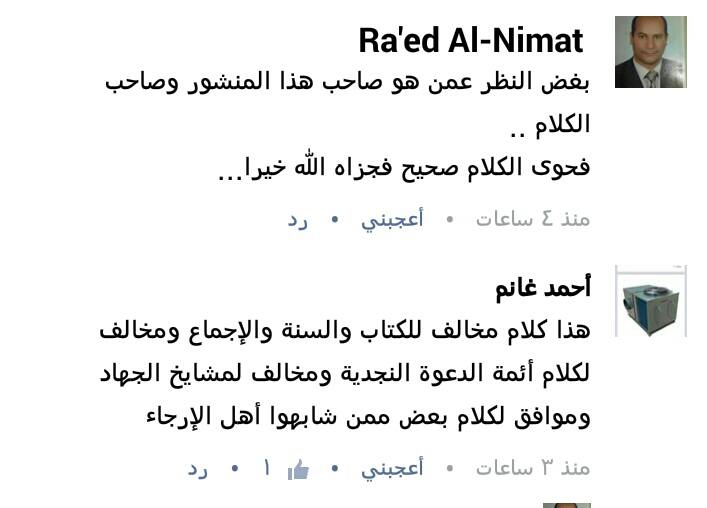 Ra'ed Al-Nimat
بغض النظر عمن هو صاحب هذا المنشور وصاحب
الكلام ..
فحوى الكلام صحيح فجزاه الله خيرا...
منذ ٤ ساعات • أعجبني • رد
أحمد غانم
هذا كلام مخالف للكتاب والسنة والإجماع ومخالف
لكلام أئمة الدعوة النجدية ومخالف لمشايخ الجهاد
وموافق لكلام بعض ممن شابهوا أهل الإرجاء
منذ ٣ ساعات • أعجبني • ١ • رد